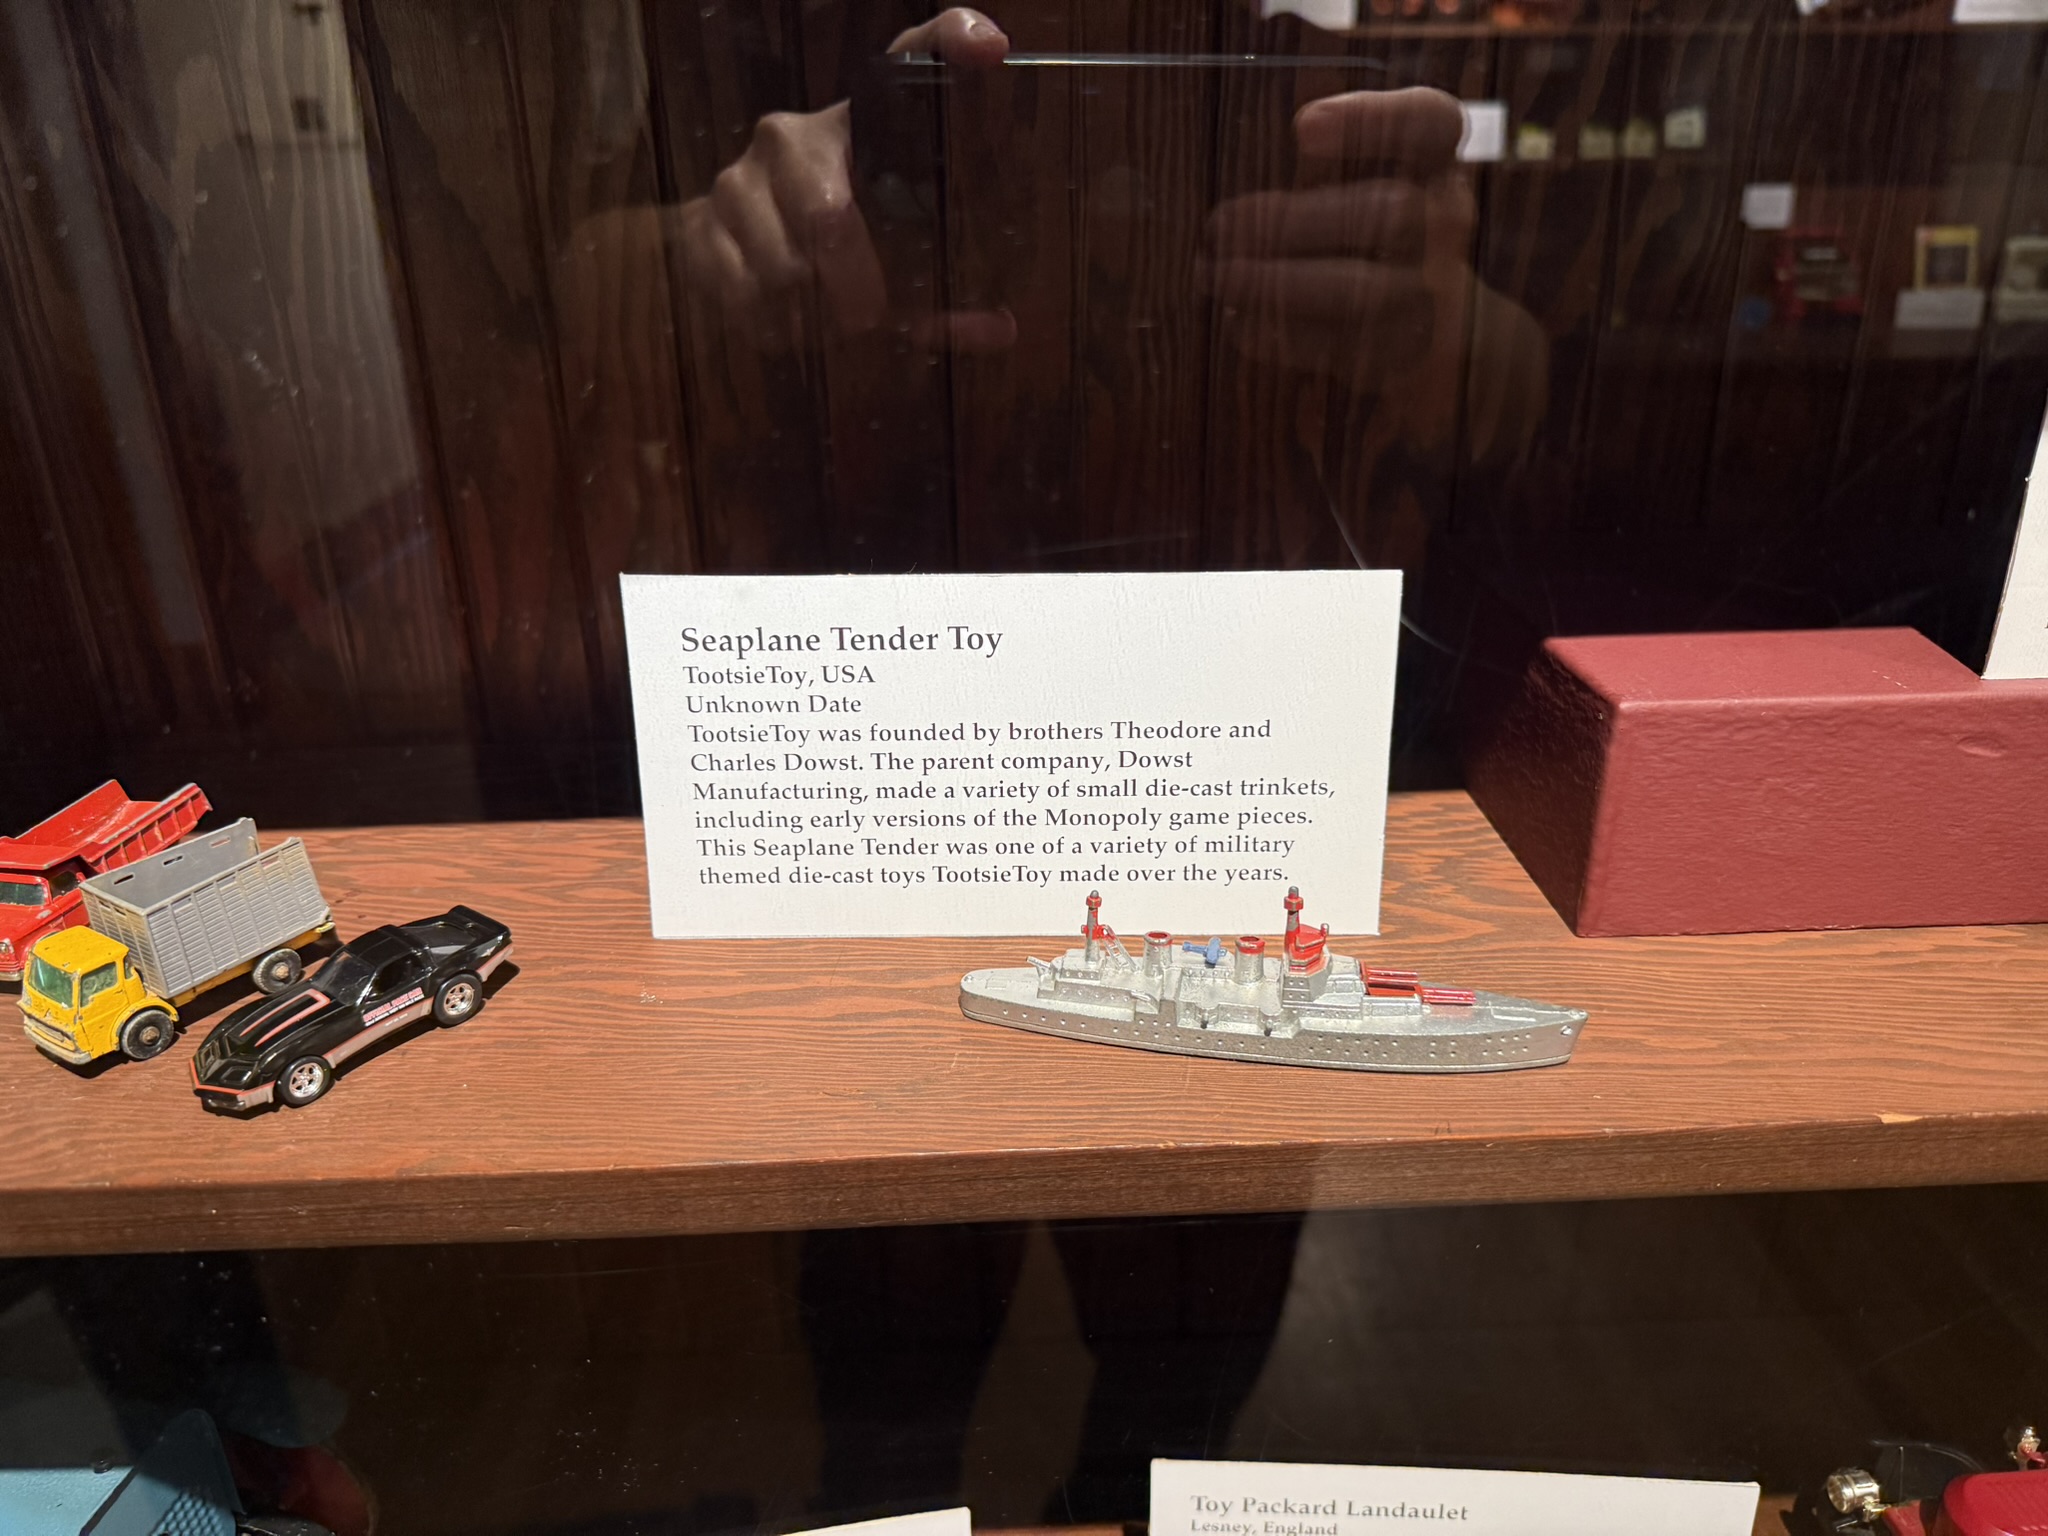 Seaplane Tender Toy
TootsieToy, USA
Unknown Date
TootsieToy was founded by brothers Theodore and
Charles Dowst. The parent company, Dowst
Manufacturing, made a variety of small die-cast trinkets,
including early versions of the Monopoly game pieces.
This Seaplane Tender was one of a variety of military
themed die-cast toys TootsieToy made over the years.
Toy Packard Landaulet
Lesney, England